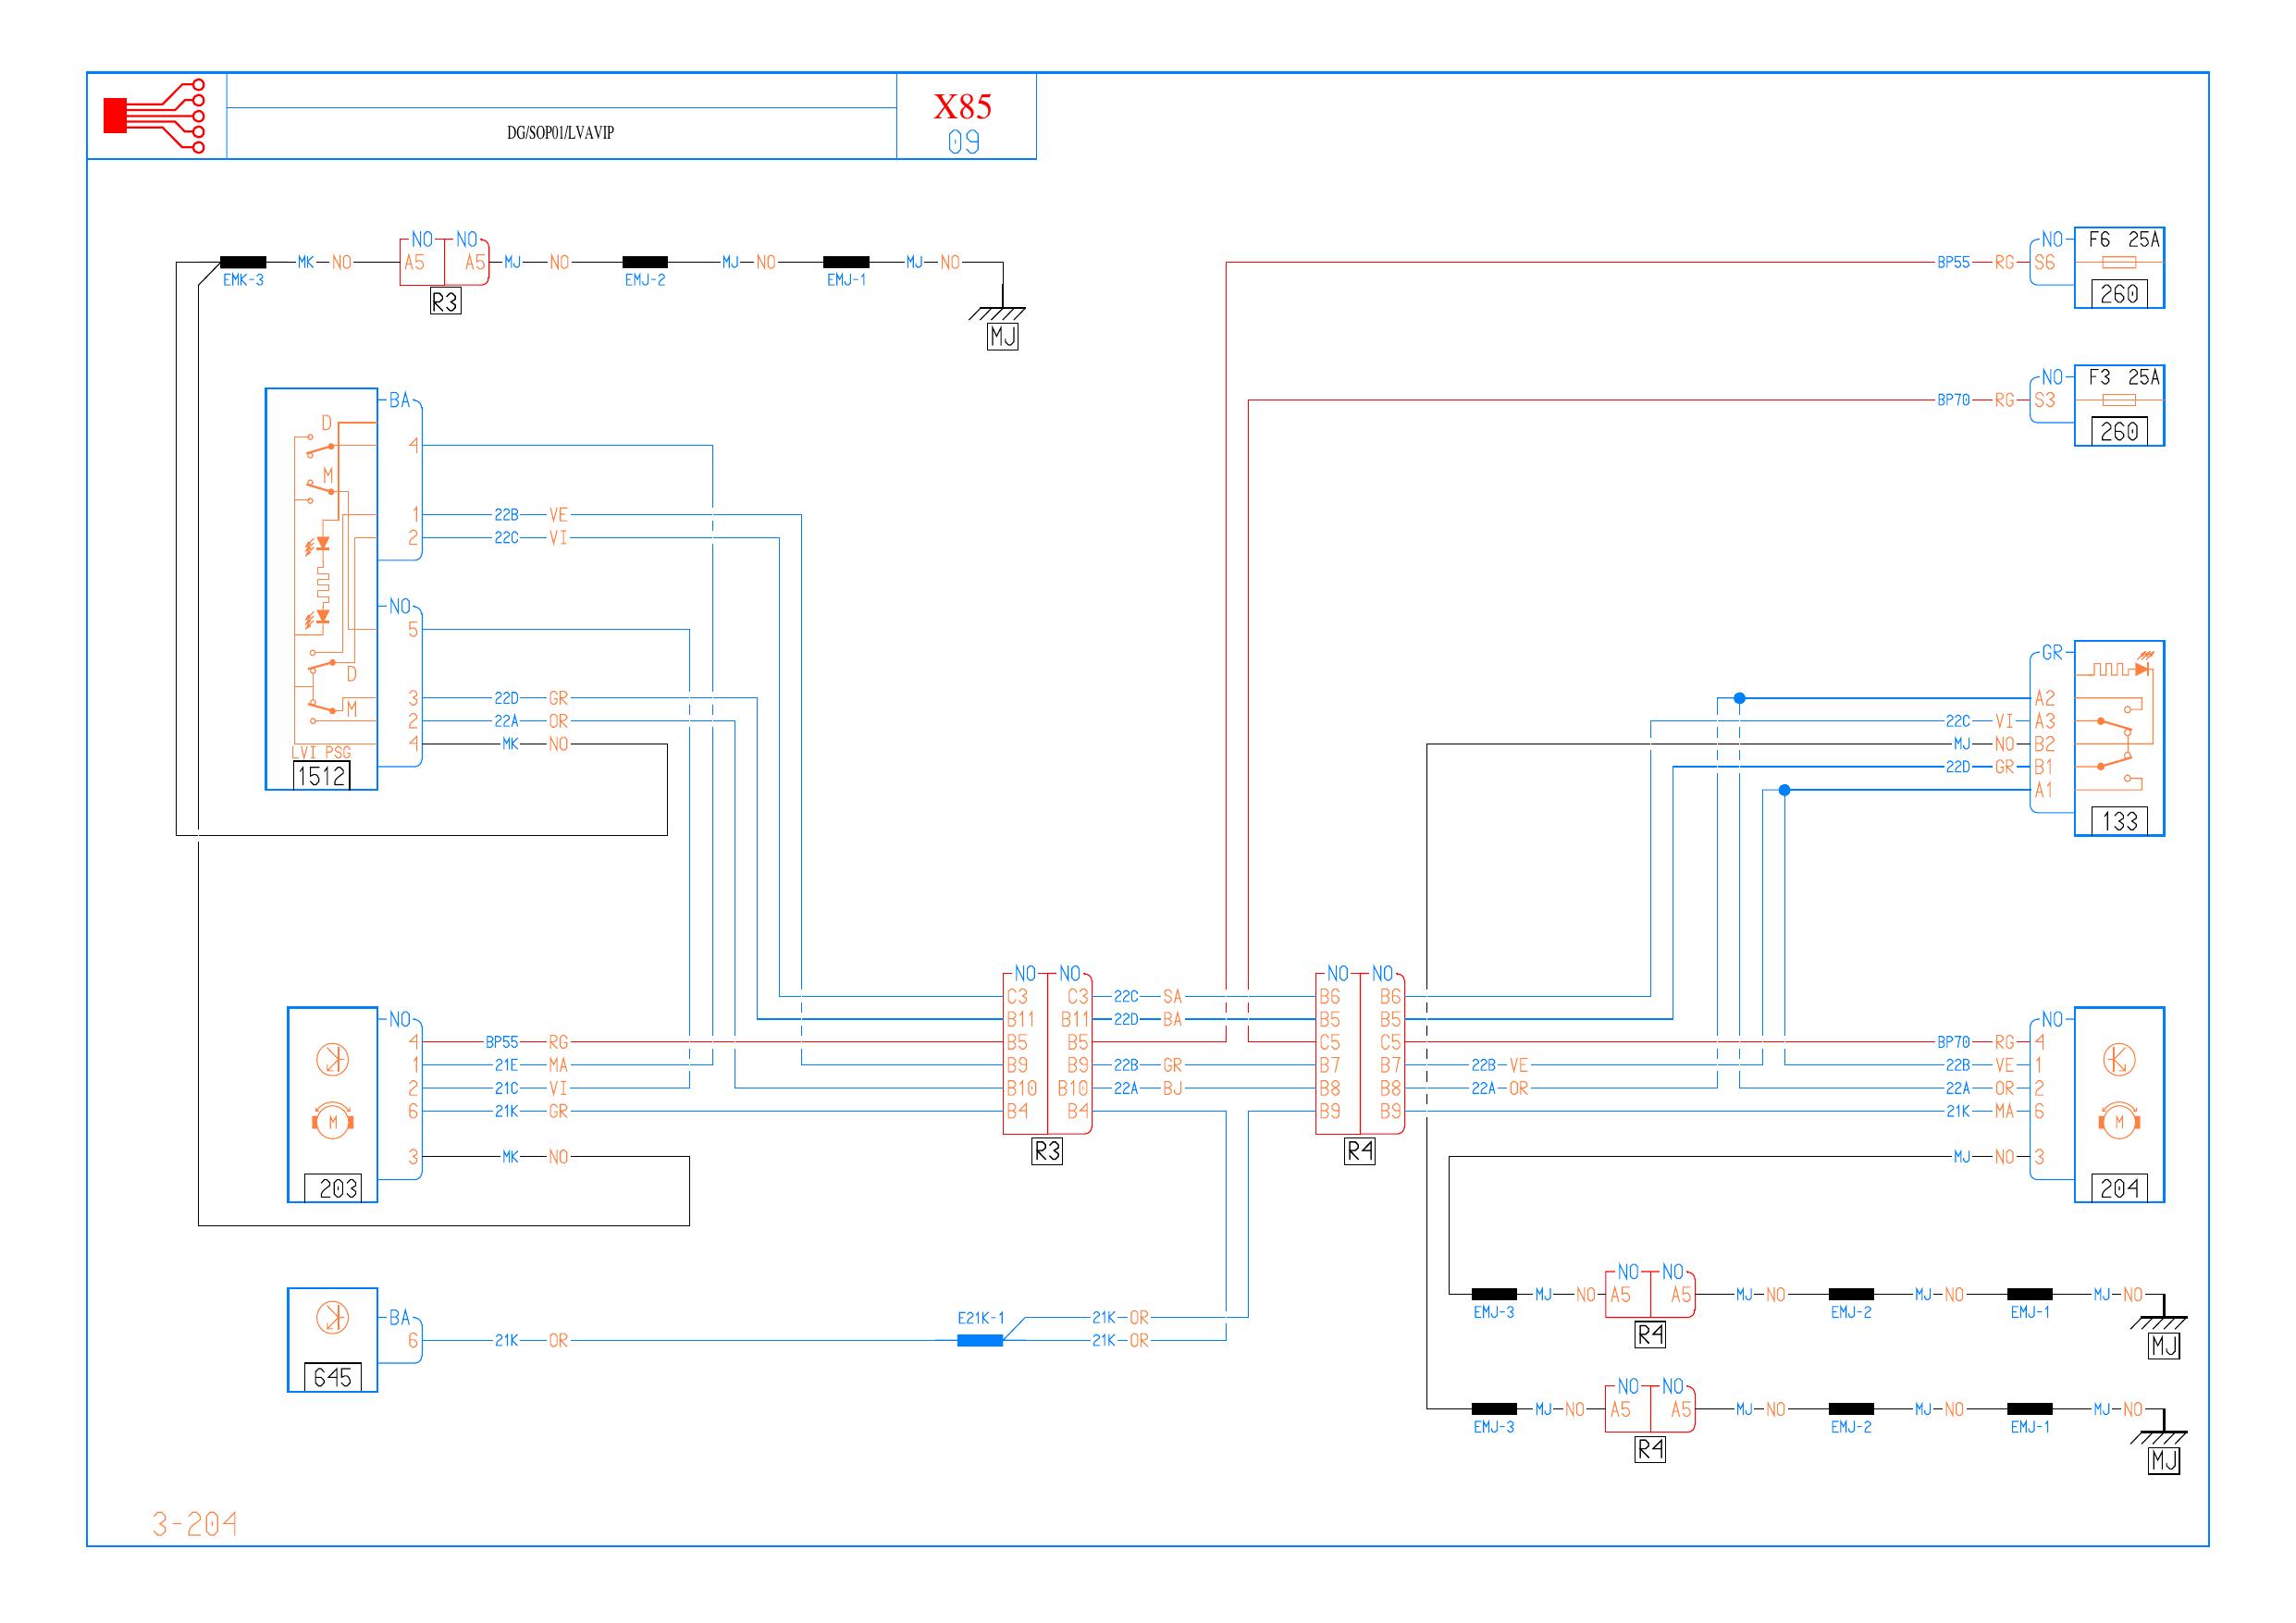 DG/SOP01/LVAVIP
X85
09
EMK-3 MK NO NO NO A5 A5 R3 MJ NO EMJ-2 MJ NO EMJ-1 MJ NO
MJ
BP55 RG NO S6 F6 25A
260
BP70 RG NO S3 F3 25A
260
D BA
4
M
1 22B VE
2 22C VI
NO
5
D
3 22D GR
M 2 22A OR
4 MK NO
LVI PSG
1512
GR
A2
22C VI A3
MJ NO B2
22D GR B1
A1
133
NO NO NO NO
C3 C3 22C SA B6 B6
NO B11 B11 22D BA B5 B5 NO
4 BP55 RG B5 B5 C5 C5 BP70 RG 4
1 21E MA B9 B9 22B GR B7 B7 22B VE 22B VE 1
2 21C VI B10 B10 22A BJ B8 B8 22A OR 22A OR 2
M 6 21K GR B4 B4 B9 B9 21K MA 6 M
R3 R4
3 MK NO MJ NO 3
203 204
NO NO
EMJ-3 MJ NO A5 A5 MJ NO EMJ-2 MJ NO EMJ-1 MJ NO
R4 MJ
BA E21K-1 21K OR
6 21K OR 21K OR
645
NO NO
EMJ-3 MJ NO A5 A5 MJ NO EMJ-2 MJ NO EMJ-1 MJ NO
R4 MJ
3-204